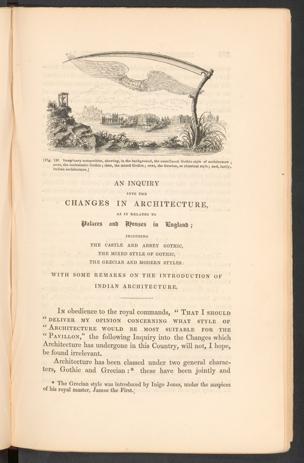 [Fig. 130. Imaginary composition, showing, in the background, the castellated Gothic style of architecture;
next, the ecclesiastic Gothic; then, the mixed Gothic; next, the Grecian, or classical style; and, lastly,
Indian architecture.]
AN INQUIRY
INTO THE
CHANGES IN ARCHITECTURE,
AS IT RELATES TO
Palaces and Houses in England;
INCLUDING
THE CASTLE AND ABBEY GOTHIC,
THE MIXED STYLE OF GOTHIC,
THE GRECIAN AND MODERN STYLES:
WITH SOME REMARKS ON THE INTRODUCTION OF
INDIAN ARCHITECTURE.
IN obedience to the royal commands, "THAT I SHOULD
"DELIVER MY OPINION CONCERNING WHAT STYLE OF
"ARCHITECTURE WOULD BE MOST SUITABLE FOR THE
"PAVILLON," the following Inquiry into the Changes which
Architecture has undergone in this Country, will not, I hope,
be found irrelevant.
Architecture has been classed under two general charac-
ters, Gothic and Grecian:* these have been jointly and
* The Grecian style was introduced by Inigo Jones, under the auspices
of his royal master, James the First.